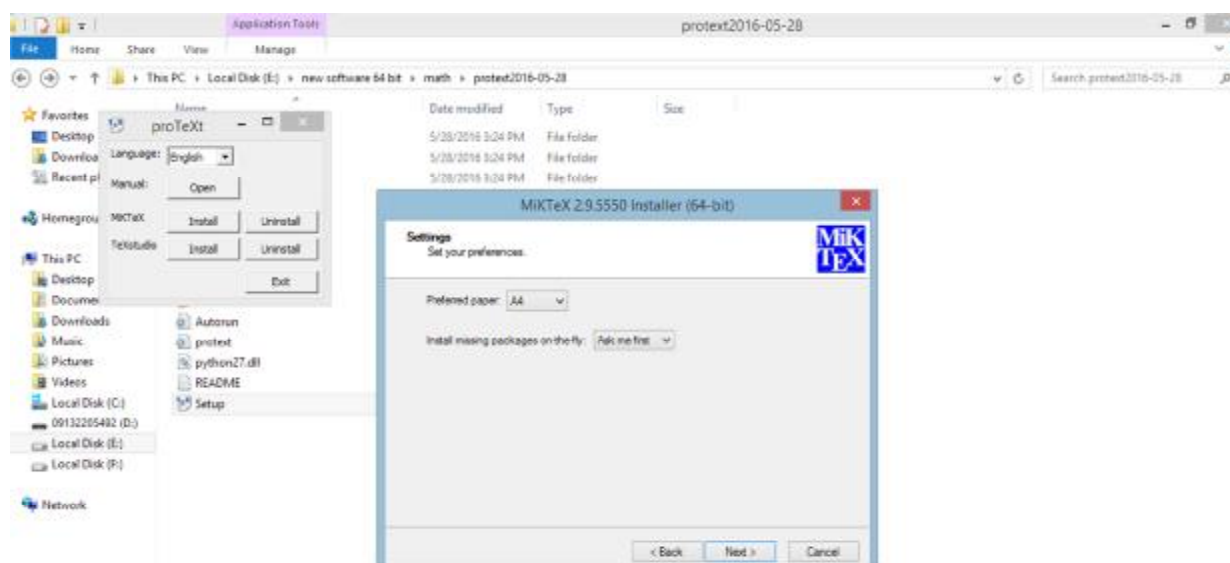 Application Tools
protext2016-05-28
File Home Share View Manage
This PC Local Disk (E:) new software 64 bit math protext2016-05-28
Search protext2016-05-28
Favorites
Desktop
Recent
Homegrou
This PC
Desktop
Docume
Downloads
Music
Pictures
Videos
Local Disk (C:)
09132205492 (D:)
Local Disk (E:)
Local Disk (F:)
Network
Name Date modified Type Size
5/28/2016 3:24 PM File folder
5/28/2016 3:24 PM File folder
5/28/2016 3:24 PM File folder
Autorun
protext
python27.dll
README
Setup
proTeXt
Language: English
Manual: Open
MiKTeX Install Uninstall
TeXstudio Install Uninstall
Exit
MiKTeX 2.9.5550 Installer (64-bit)
Settings
Set your preferences.
MiK
TEX
Preferred paper: A4
Install missing packages on-the-fly: Ask me first
< Back Next > Cancel